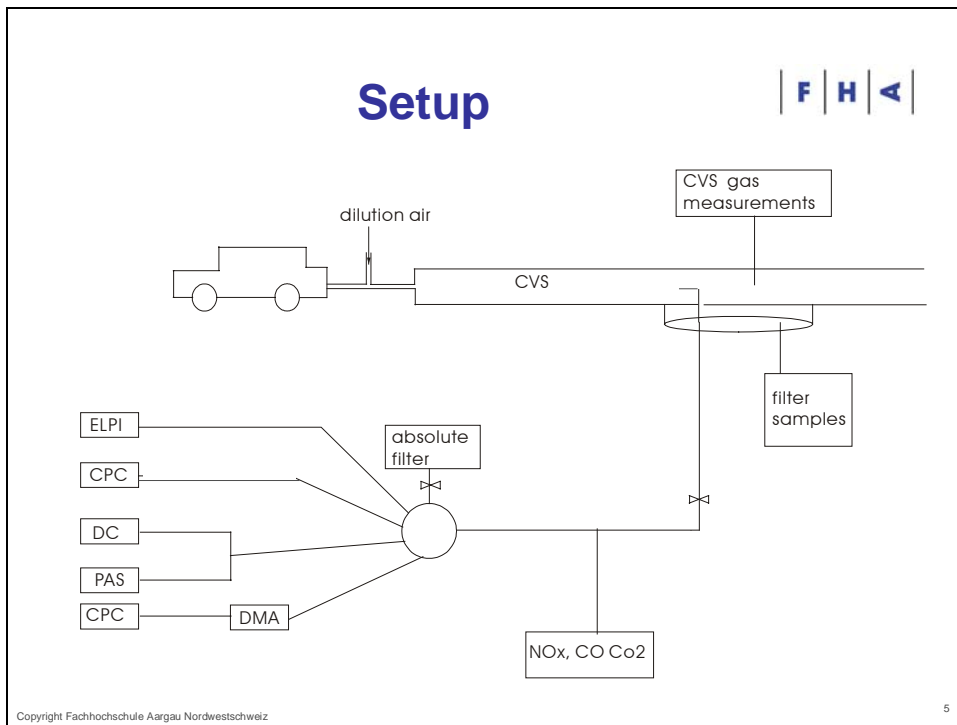 Setup
F H A
CVS gas
measurements
dilution air
CVS
filter
samples
ELPI
absolute
filter
CPC
DC
PAS
CPC
DMA
NOx, CO Co2
Copyright Fachhochschule Aargau Nordwestschweiz
5